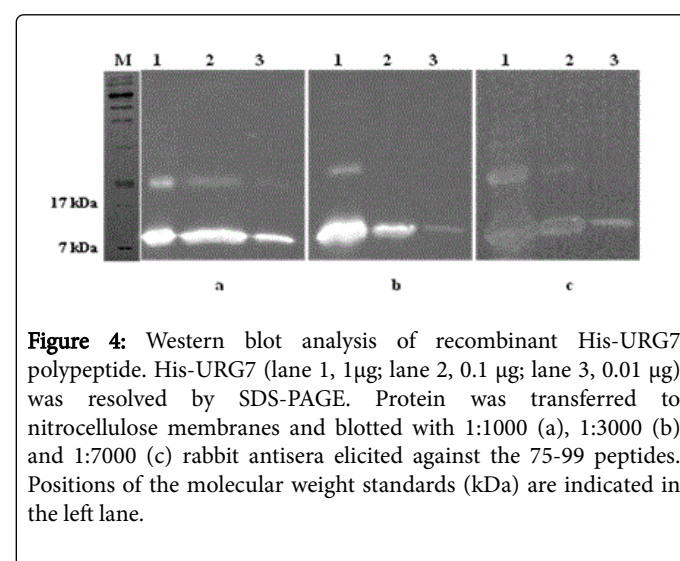 M 1 2 3 1 2 3 1 2 3
17 kDa
7 kDa
a b c
Figure 4: Western blot analysis of recombinant His-URG7
polypeptide. His-URG7 (lane 1, 1µg; lane 2, 0.1 µg; lane 3, 0.01 µg)
was resolved by SDS-PAGE. Protein was transferred to
nitrocellulose membranes and blotted with 1:1000 (a), 1:3000 (b)
and 1:7000 (c) rabbit antisera elicited against the 75-99 peptides.
Positions of the molecular weight standards (kDa) are indicated in
the left lane.